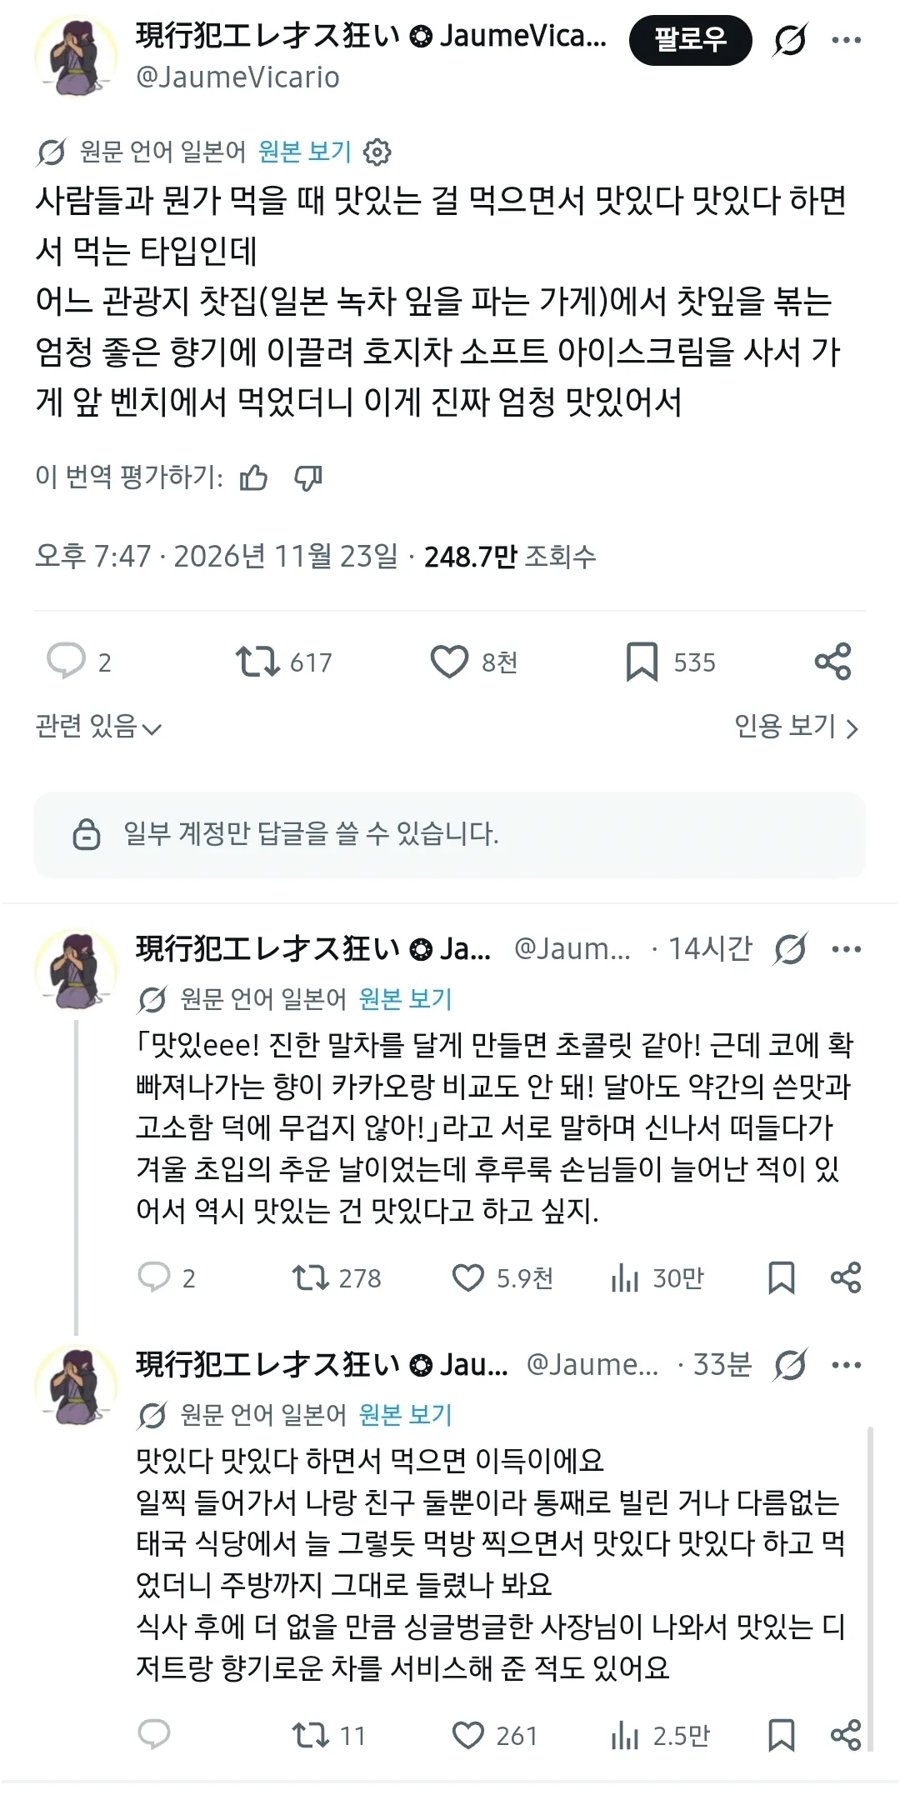 現行犯エレオス狂い ❂ JaumeVica...
팔로우
@JaumeVicario
원문 언어 일본어 원본 보기
사람들과 뭔가 먹을 때 맛있는 걸 먹으면서 맛있다 맛있다 하면
서 먹는 타입인데
어느 관광지 찻집(일본 녹차 잎을 파는 가게)에서 찻잎을 볶는
엄청 좋은 향기에 이끌려 호지차 소프트 아이스크림을 사서 가
게 앞 벤치에서 먹었더니 이게 진짜 엄청 맛있어서
이 번역 평가하기:
오후 7:47 · 2026년 11월 23일 · 248.7만 조회수
2 617 8천 535
관련 있음 인용 보기
일부 계정만 답글을 쓸 수 있습니다.
現行犯エレオス狂い ❂ Ja... @Jaum... · 14시간
원문 언어 일본어 원본 보기
「맛있eee! 진한 말차를 달게 만들면 초콜릿 같아! 근데 코에 확
빠져나가는 향이 카카오랑 비교도 안 돼! 달아도 약간의 쓴맛과
고소함 덕에 무겁지 않아!」라고 서로 말하며 신나서 떠들다가
겨울 초입의 추운 날이었는데 후루룩 손님들이 늘어난 적이 있
어서 역시 맛있는 건 맛있다고 하고 싶지.
2 278 5.9천 30만
現行犯エレオス狂い ❂ Jau... @Jaume... · 33분
원문 언어 일본어 원본 보기
맛있다 맛있다 하면서 먹으면 이득이에요
일찍 들어가서 나랑 친구 둘뿐이라 통째로 빌린 거나 다름없는
태국 식당에서 늘 그렇듯 먹방 찍으면서 맛있다 맛있다 하고 먹
었더니 주방까지 그대로 들렸나 봐요
식사 후에 더 없을 만큼 싱글벙글한 사장님이 나와서 맛있는 디
저트랑 향기로운 차를 서비스해 준 적도 있어요
11 261 2.5만